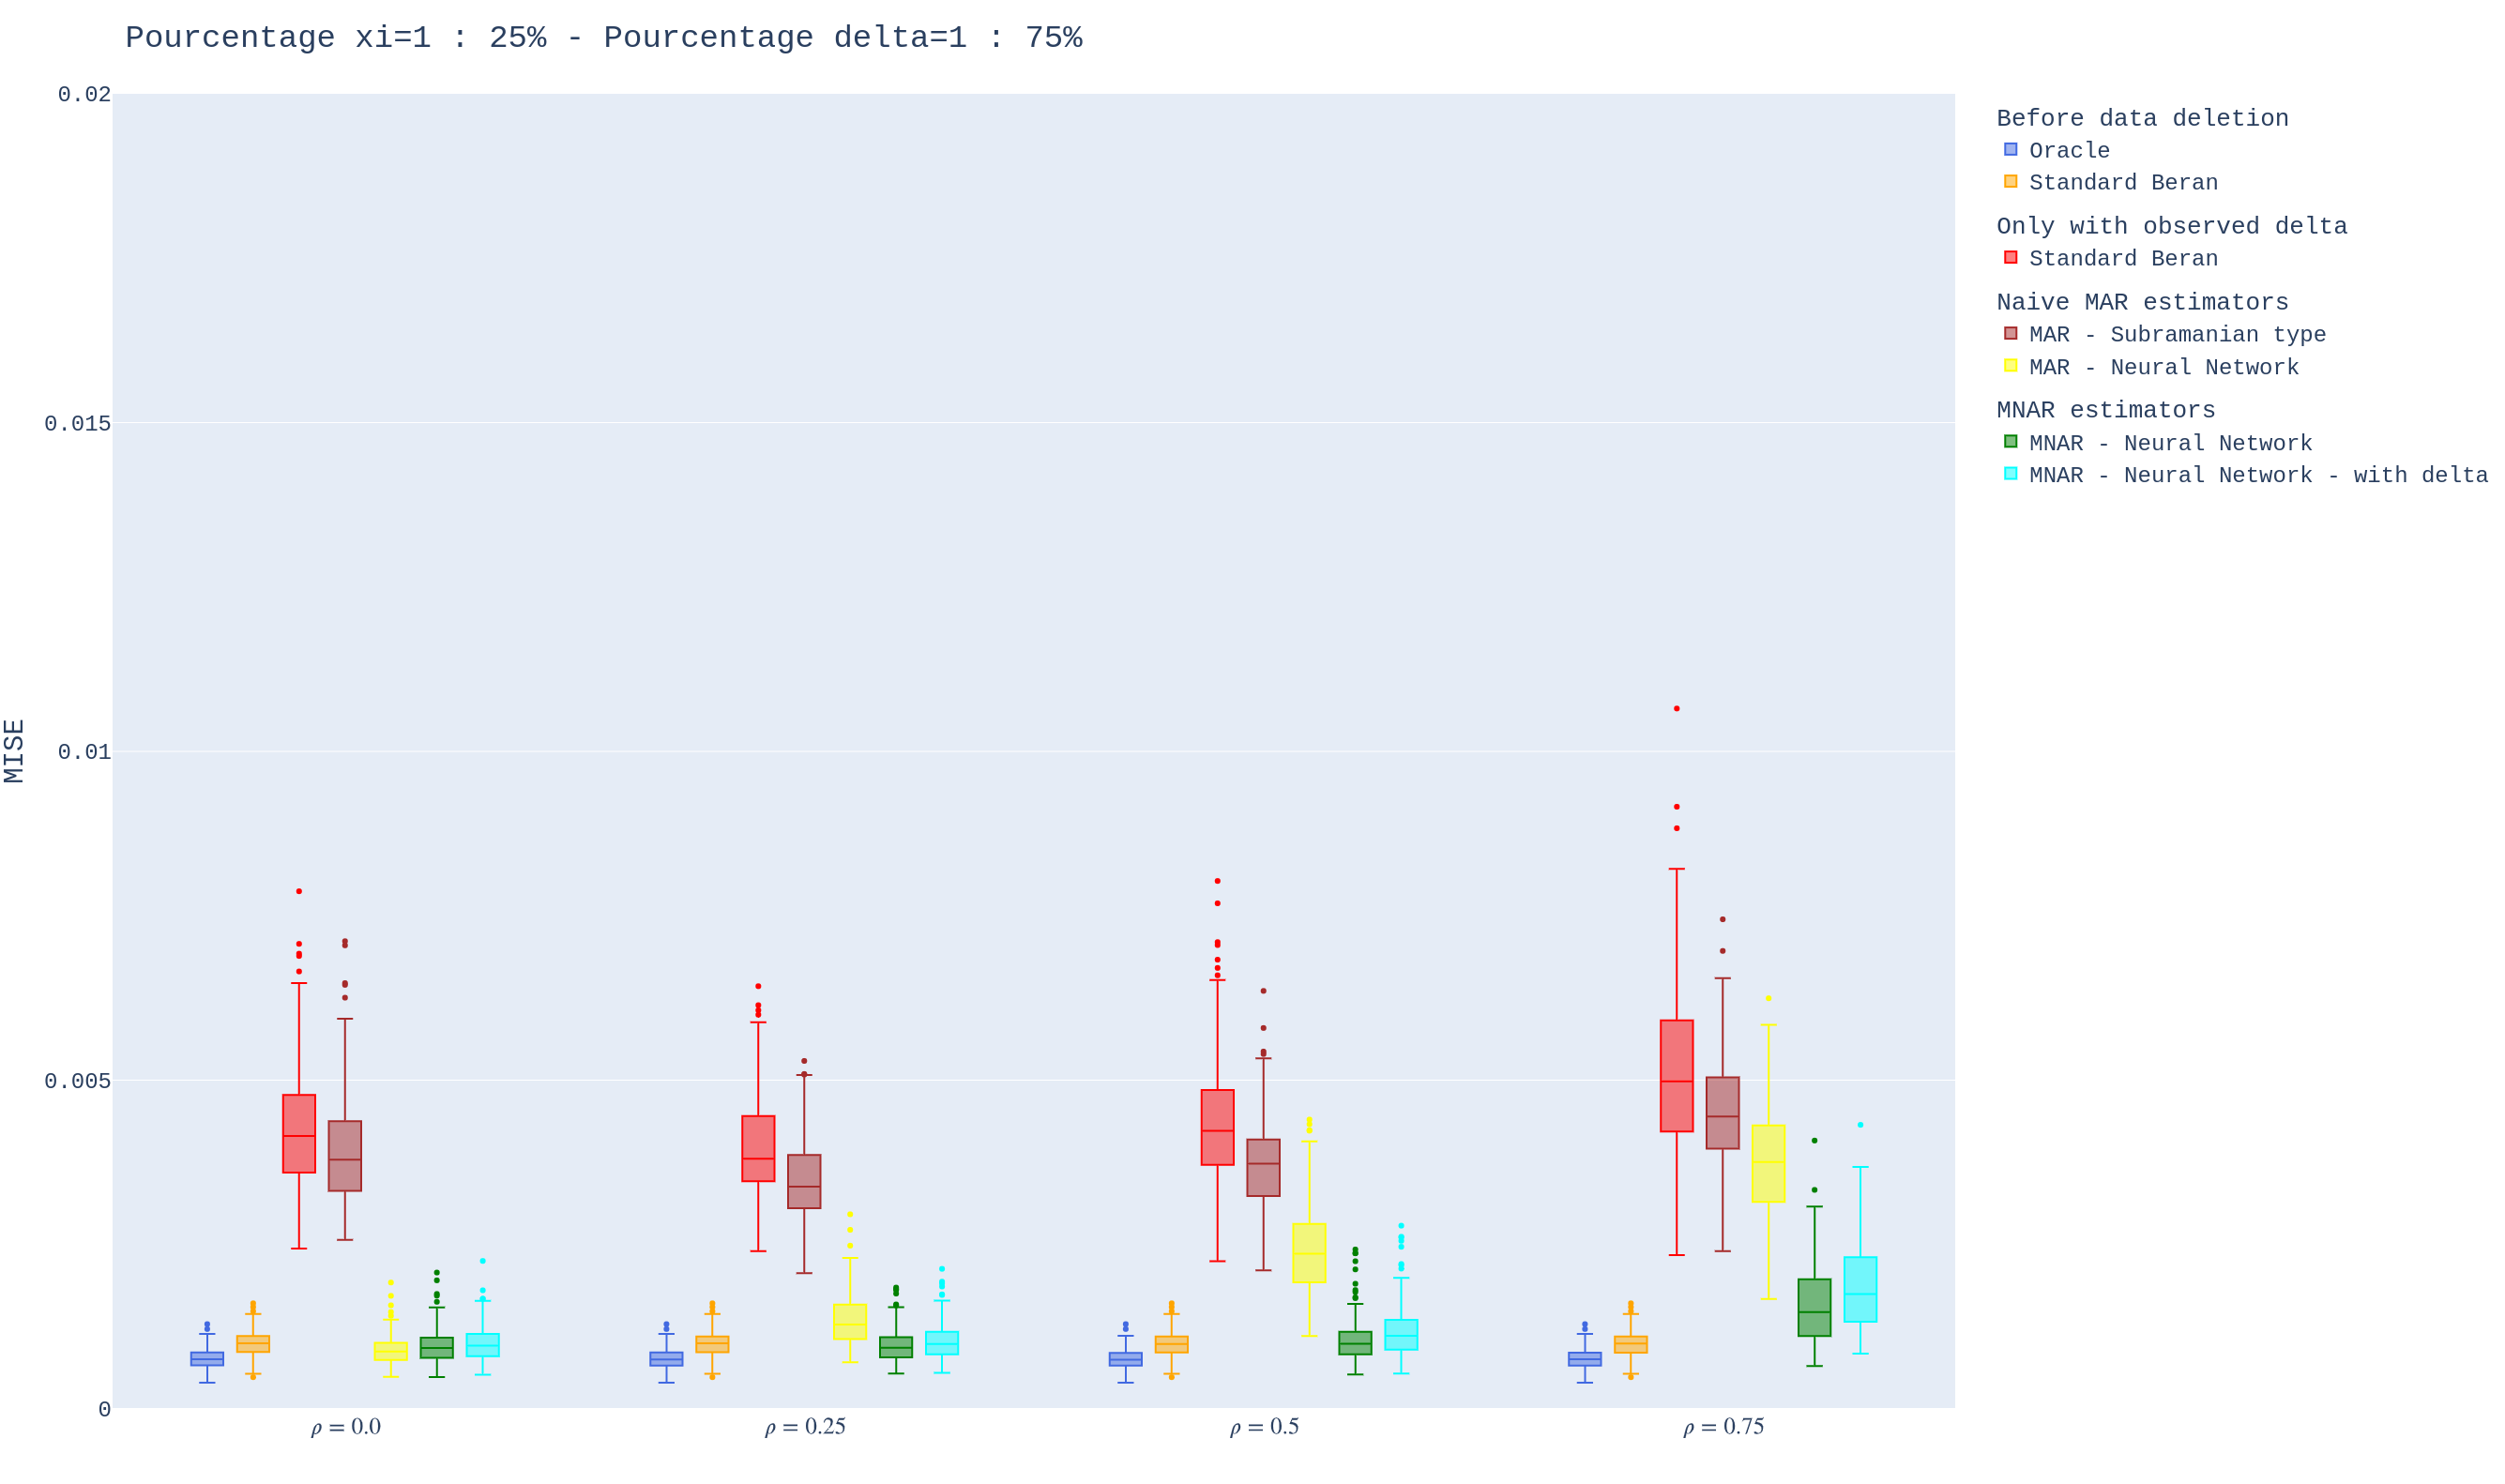 Pourcentage xi=1 : 25% - Pourcentage delta=1 : 75%
0.02
0.015
0.01
0.005
0
MISE
ρ = 0.0
ρ = 0.25
ρ = 0.5
ρ = 0.75
Before data deletion
Oracle
Standard Beran
Only with observed delta
Standard Beran
Naive MAR estimators
MAR - Subramanian type
MAR - Neural Network
MNAR estimators
MNAR - Neural Network
MNAR - Neural Network - with delta